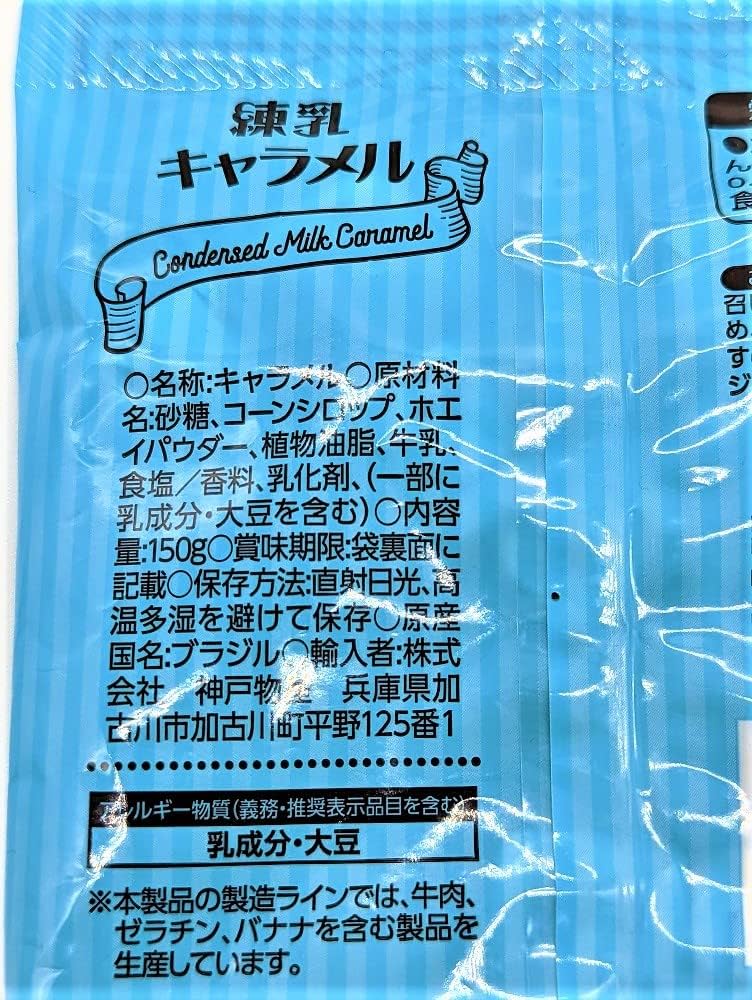 練乳
キャラメル
Condensed Milk Caramel
○名称:キャラメル○原材料
名:砂糖、コーンシロップ、ホエ
イパウダー、植物油脂、牛乳、
食塩／香料、乳化剤、(一部に
乳成分・大豆を含む)○内容
量:150g○賞味期限:袋裏面に
記載○保存方法:直射日光、高
温多湿を避けて保存○原産
国名:ブラジル○輸入者:株式
会社 神戸物産 兵庫県加
古川市加古川町平野125番1
アレルギー物質(義務・推奨表示品目を含む)
乳成分・大豆
※本製品の製造ラインでは、牛肉、
ゼラチン、バナナを含む製品を
生産しています。
ん
食
召
め
す
ジ